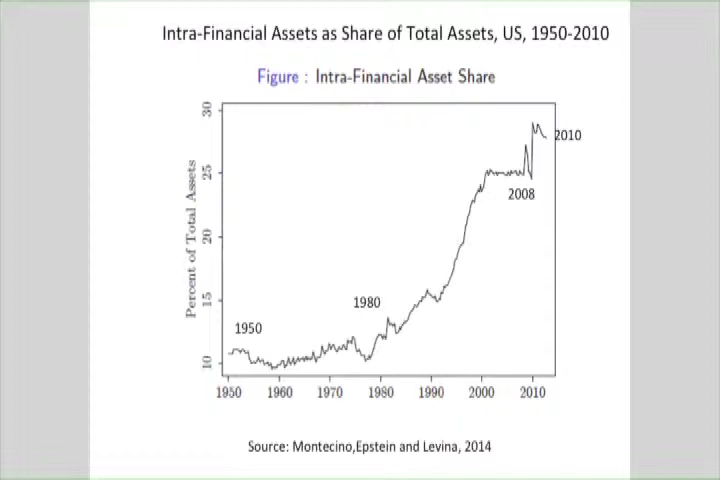 Intra-Financial Assets as Share of Total Assets, US, 1950-2010
Figure : Intra-Financial Asset Share
Percent of Total Assets
30
25
20
15
10
1950
1980
2008
2010
1950 1960 1970 1980 1990 2000 2010
Source: Montecino,Epstein and Levina, 2014